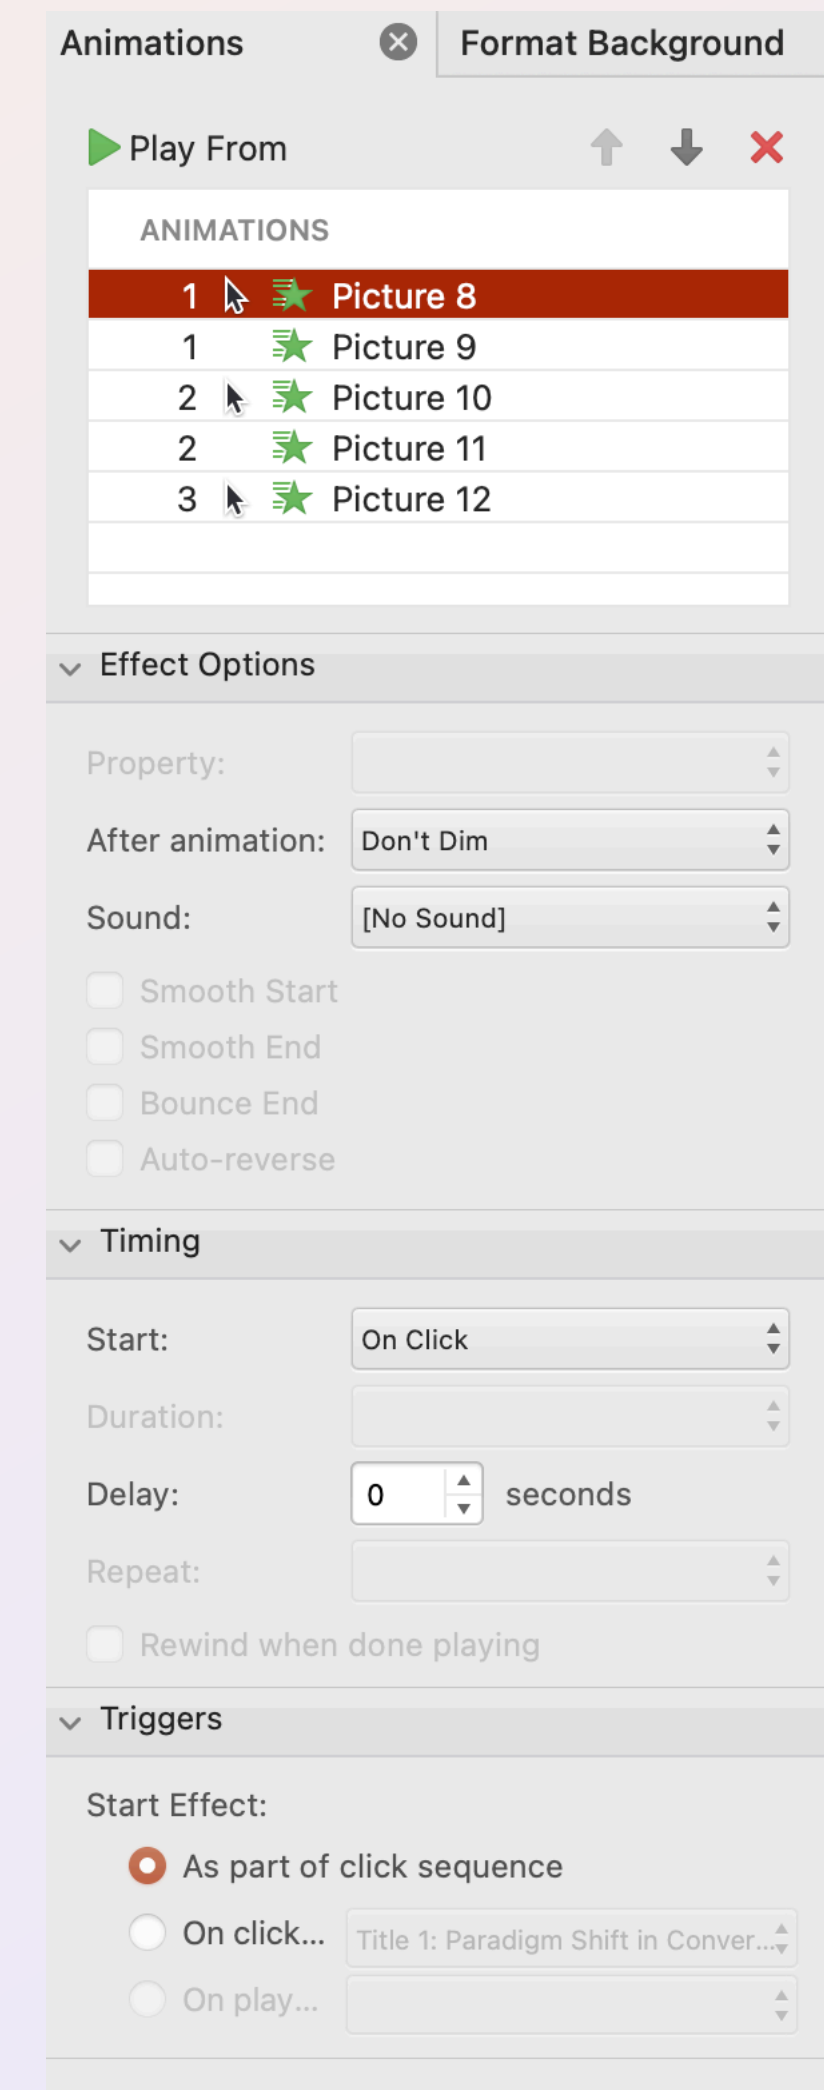 Animations Format Background
Play From
ANIMATIONS
1 Picture 8
1 Picture 9
2 Picture 10
2 Picture 11
3 Picture 12
Effect Options
Property:
After animation: Don't Dim
Sound: [No Sound]
Smooth Start
Smooth End
Bounce End
Auto-reverse
Timing
Start: On Click
Duration:
Delay: 0 seconds
Repeat:
Rewind when done playing
Triggers
Start Effect:
As part of click sequence
On click... Title 1: Paradigm Shift in Conver...
On play...